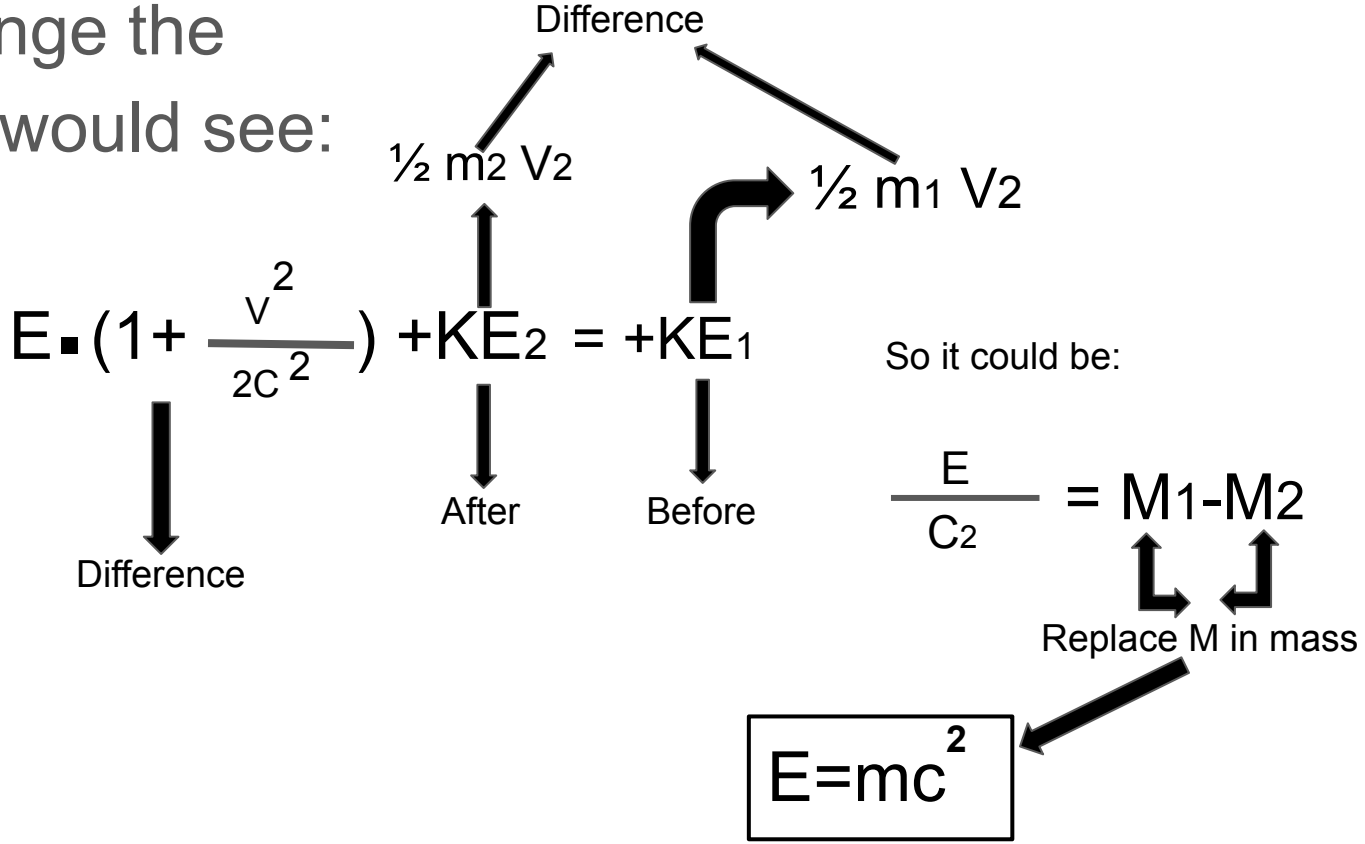 nge the
would see:
Difference
½ m2 V2
½ m1 V2
E▪(1+ V² / 2C²) +KE2 = +KE1
So it could be:
Difference
After
Before
E / C2 = M1-M2
Replace M in mass
E=mc²